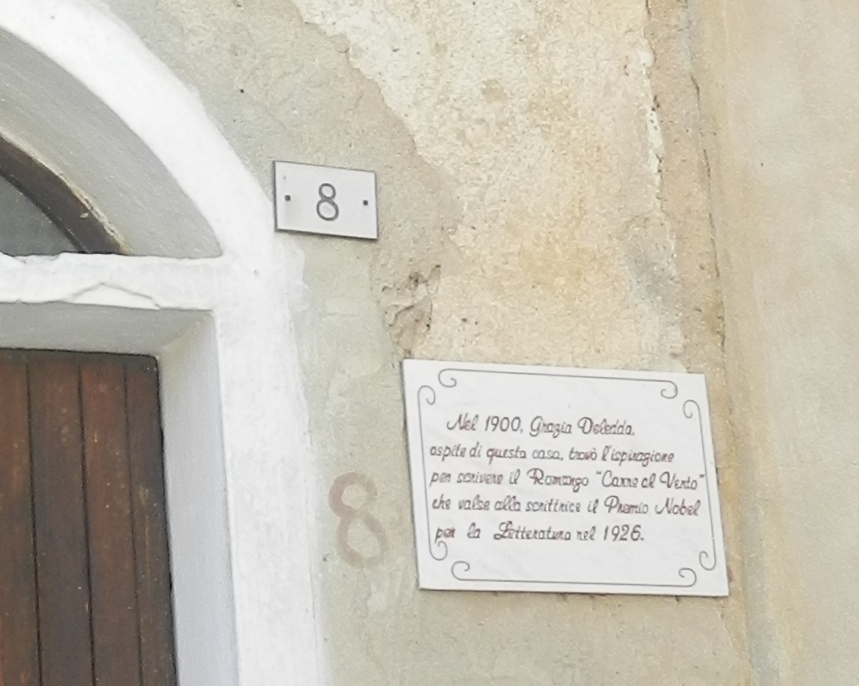 8
Nel 1900, Grazia Deledda,
ospite di questa casa, trovò l'ispirazione
per scrivere il Romanzo "Canne al Vento"
che valse alla scrittrice il Premio Nobel
per la Letteratura nel 1926.
8